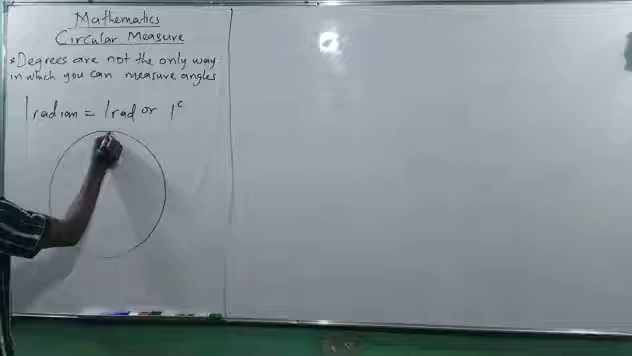 Mathematics
Circular Measure
*Degrees are not the only way
in which you can measure angles
1 radian = 1 rad or 1ᶜ